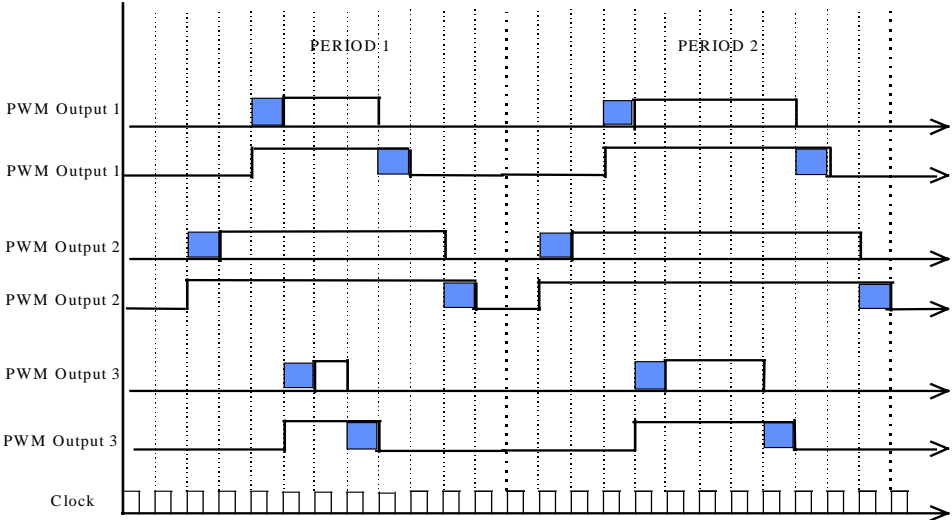 PERIOD 1
PERIOD 2
PWM Output 1
PWM Output 1
PWM Output 2
PWM Output 2
PWM Output 3
PWM Output 3
Clock